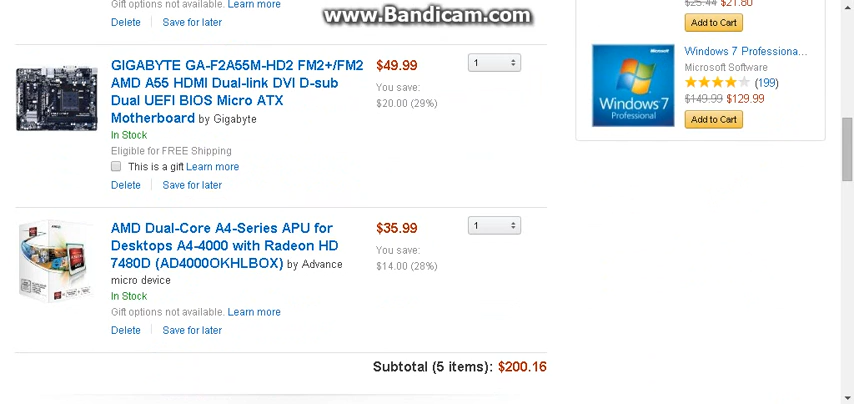 Gift options not available. Learn more
Delete Save for later
www.Bandicam.com
$25.44 $21.80
Add to Cart
GIGABYTE GA-F2A55M-HD2 FM2+/FM2
AMD A55 HDMI Dual-link DVI D-sub
Dual UEFI BIOS Micro ATX
Motherboard by Gigabyte
In Stock
Eligible for FREE Shipping
This is a gift Learn more
Delete Save for later
$49.99
You save:
$20.00 (29%)
1
Microsoft
Windows 7
Professional
Windows 7 Professiona...
Microsoft Software
(199)
$149.99 $129.99
Add to Cart
AMD Dual-Core A4-Series APU for
Desktops A4-4000 with Radeon HD
7480D (AD4000OKHLBOX) by Advance
micro device
In Stock
Gift options not available. Learn more
Delete Save for later
$35.99
You save:
$14.00 (28%)
1
Subtotal (5 items): $200.16